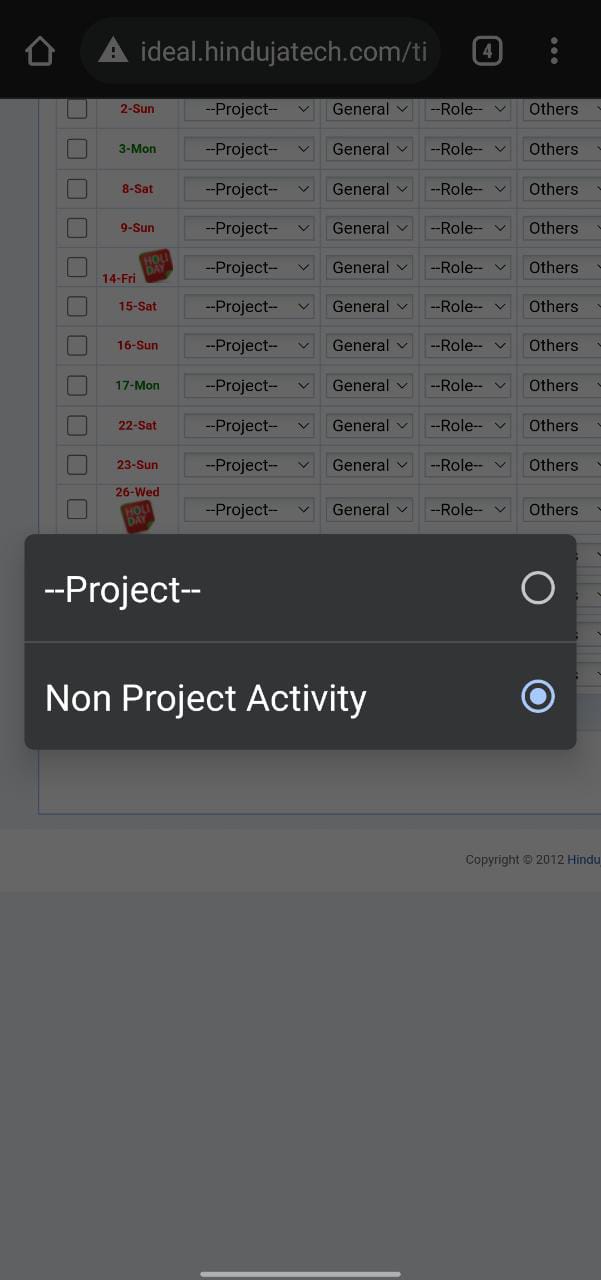 ideal.hindujatech.com/ti
4
2-Sun --Project-- General --Role-- Others
3-Mon --Project-- General --Role-- Others
8-Sat --Project-- General --Role-- Others
9-Sun --Project-- General --Role-- Others
14-Fri HOLI DAY --Project-- General --Role-- Others
15-Sat --Project-- General --Role-- Others
16-Sun --Project-- General --Role-- Others
17-Mon --Project-- General --Role-- Others
22-Sat --Project-- General --Role-- Others
23-Sun --Project-- General --Role-- Others
26-Wed
HOLI DAY --Project-- General --Role-- Others
--Project--
Non Project Activity
Copyright © 2012 Hindu